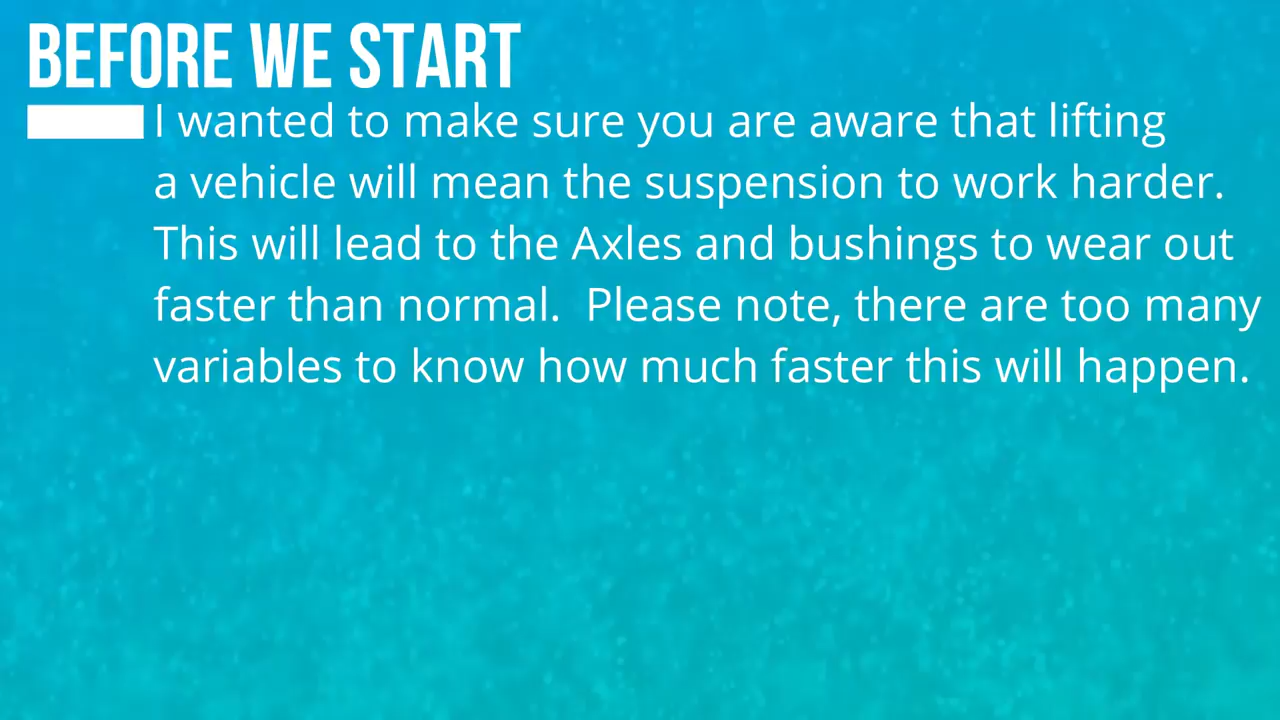 BEFORE WE START
I wanted to make sure you are aware that lifting
a vehicle will mean the suspension to work harder.
This will lead to the Axles and bushings to wear out
faster than normal.  Please note, there are too many
variables to know how much faster this will happen.